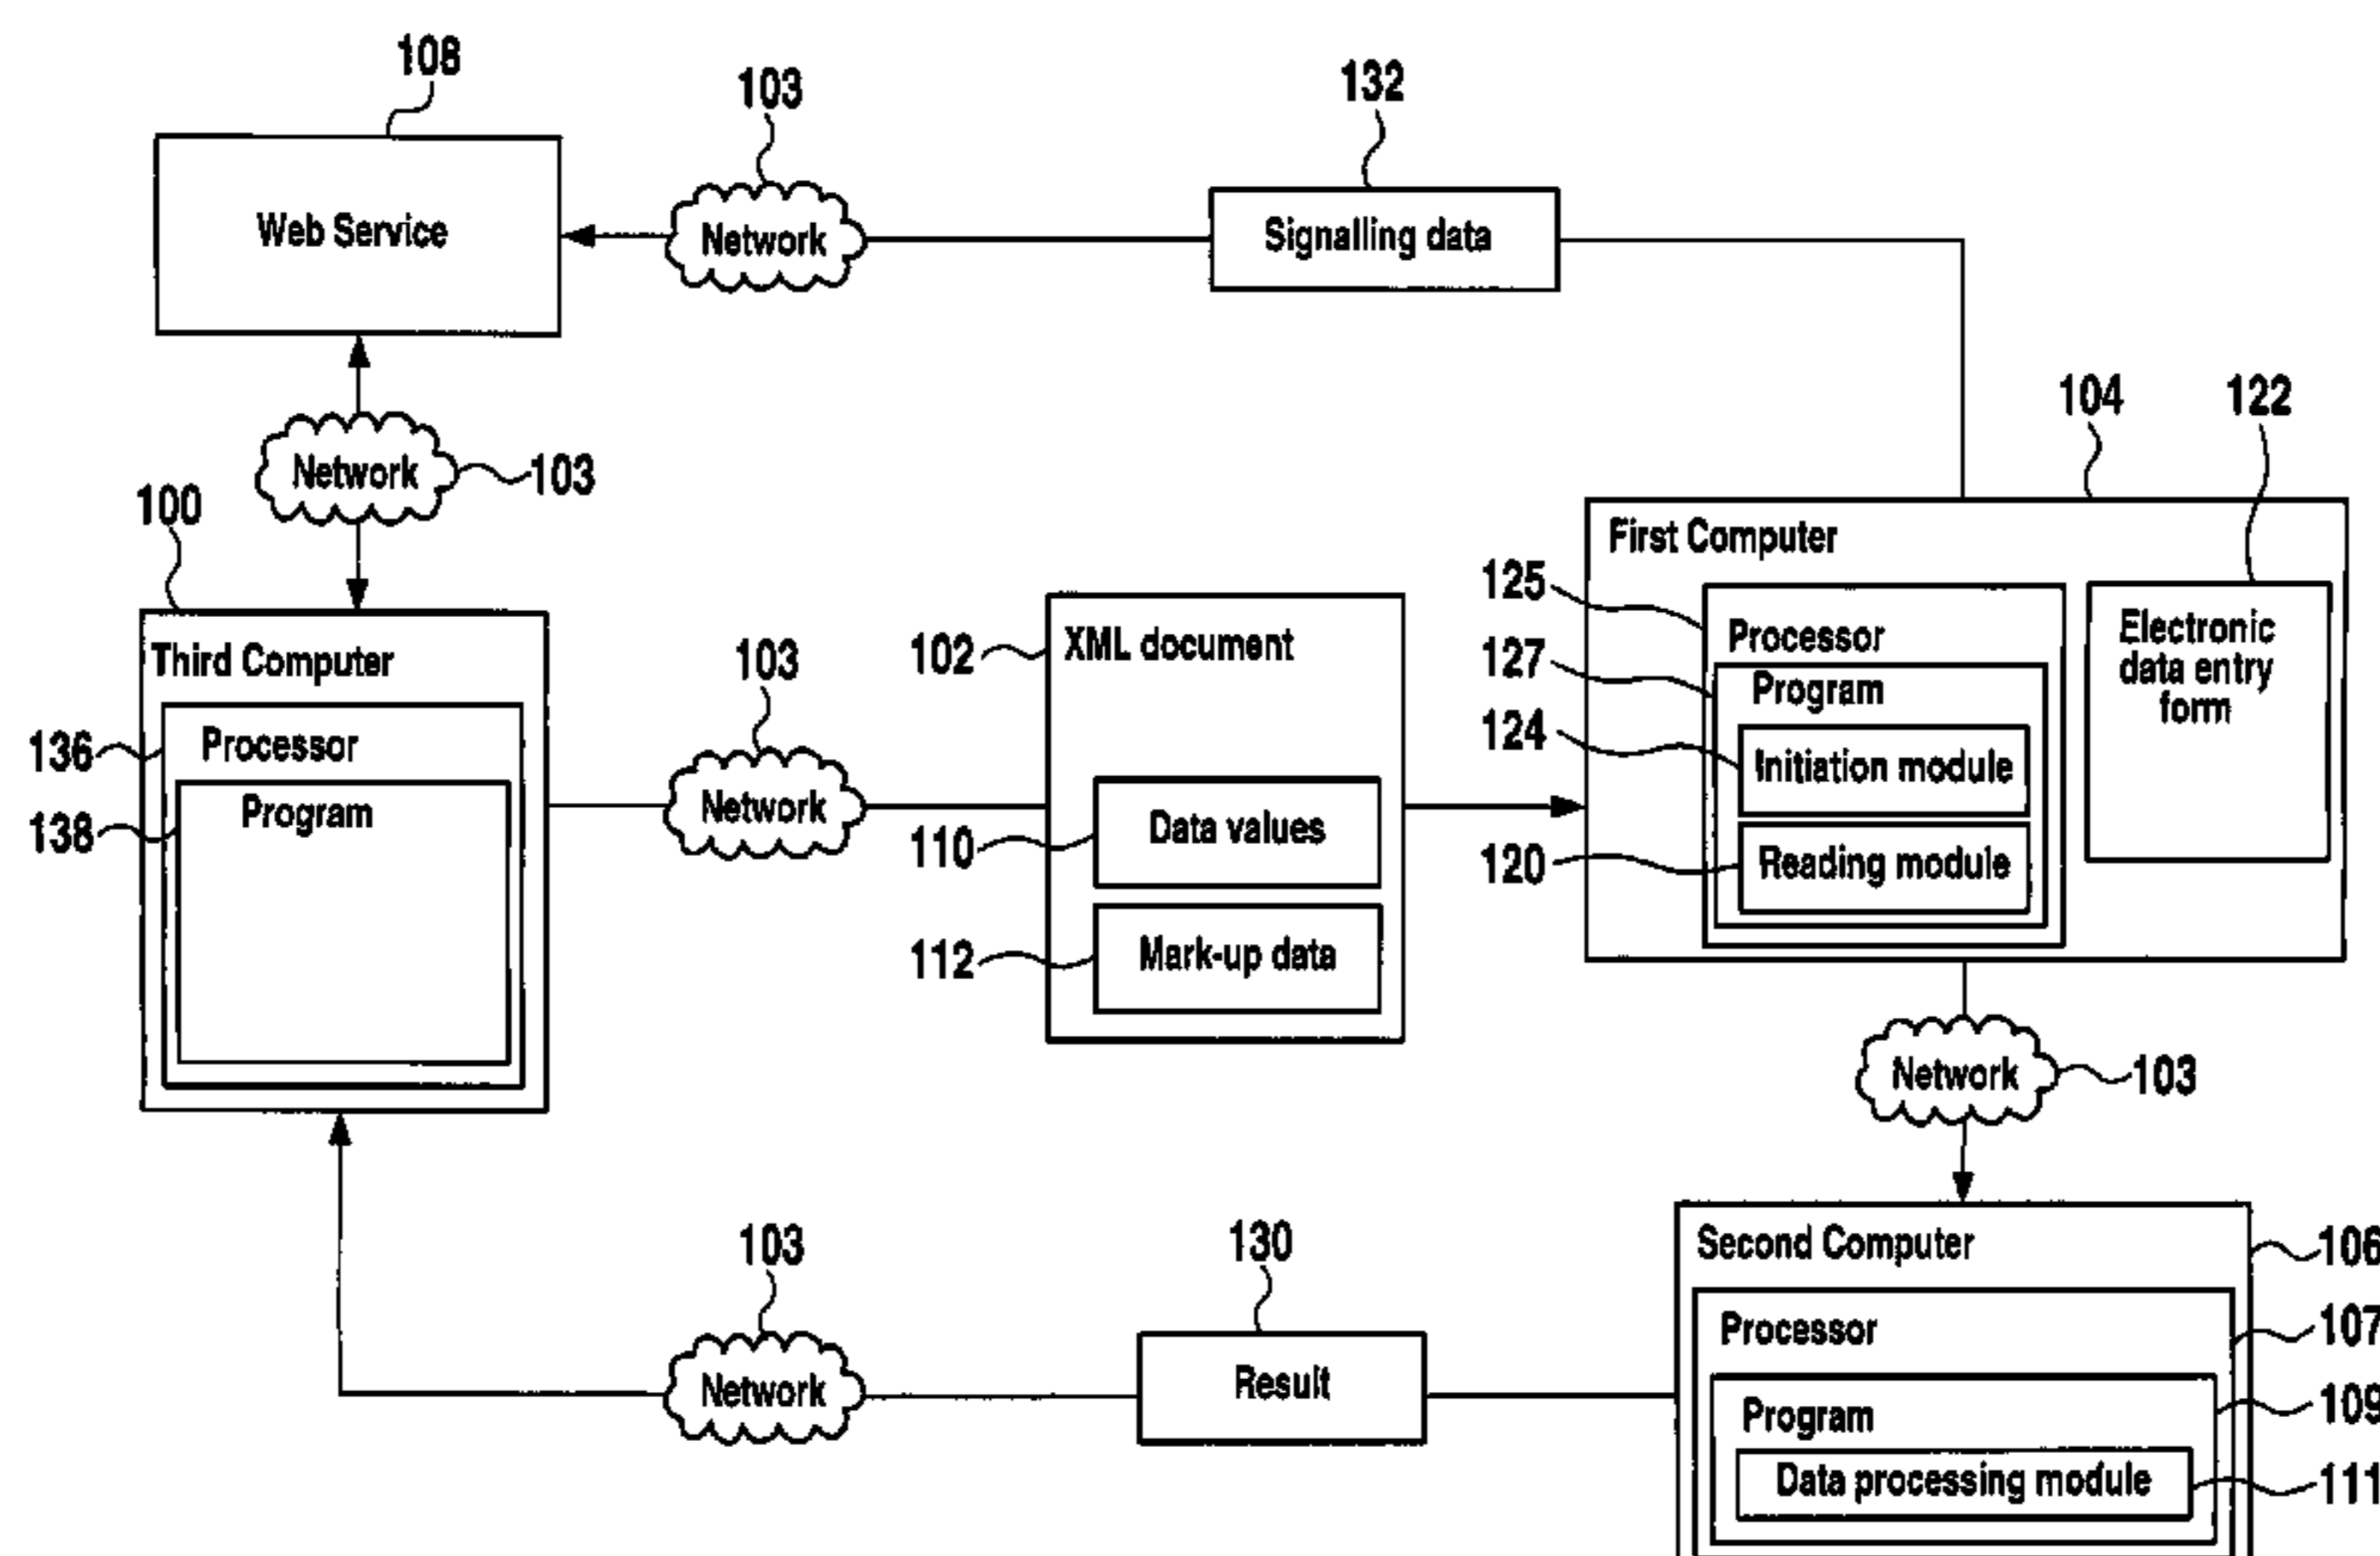 108
103
132
Web Service
Network
Signalling data
Network
103
104
122
100
First Computer
Third Computer
103
102
XML document
125
Processor
Electronic
data entry
form
127
Program
136
Processor
124
Initiation module
138
Program
Network
110
Data values
120
Reading module
112
Mark-up data
Network
103
103
130
Second Computer
106
Processor
107
Network
Result
Program
109
Data processing module
111